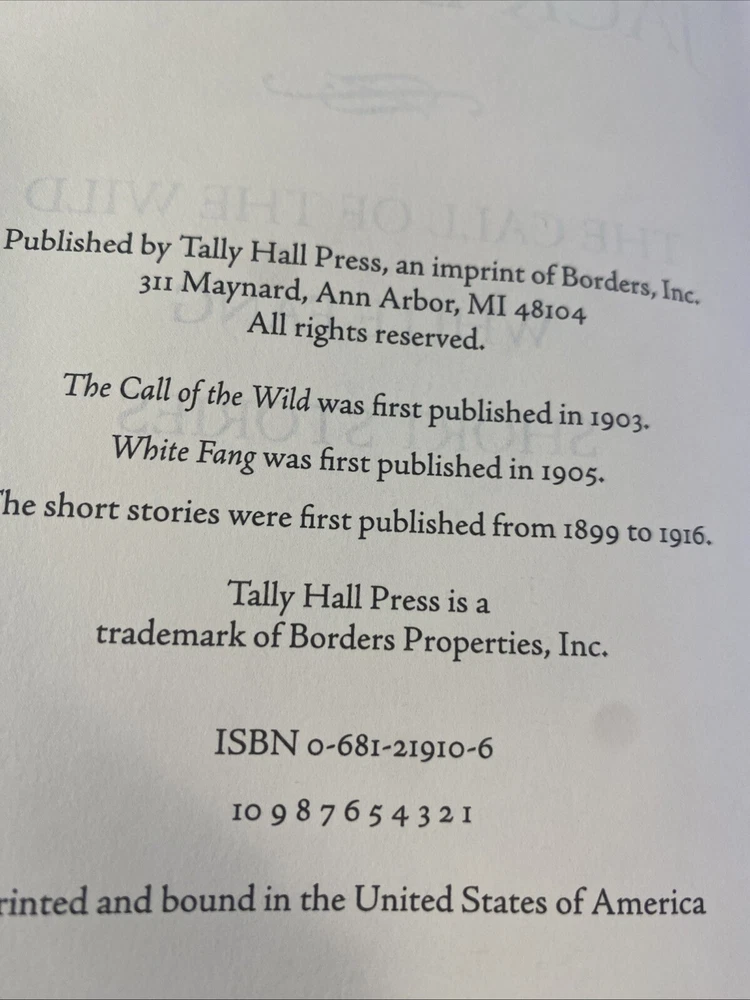 Published by Tally Hall Press, an imprint of Borders, Inc.
311 Maynard, Ann Arbor, MI 48104
All rights reserved.
The Call of the Wild was first published in 1903.
White Fang was first published in 1905.
The short stories were first published from 1899 to 1916.
Tally Hall Press is a
trademark of Borders Properties, Inc.
ISBN 0-681-21910-6
10 9 8 7 6 5 4 3 2 1
rinted and bound in the United States of America